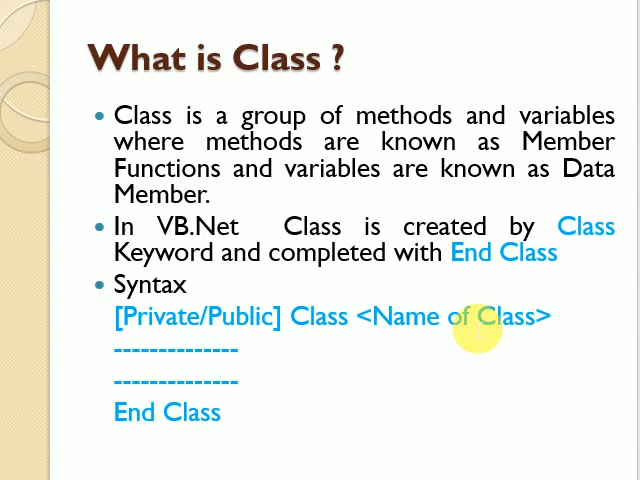 What is Class ?
• Class is a group of methods and variables
where methods are known as Member
Functions and variables are known as Data
Member.
• In VB.Net Class is created by Class
Keyword and completed with End Class
• Syntax
[Private/Public] Class <Name of Class>
--------------
--------------
End Class